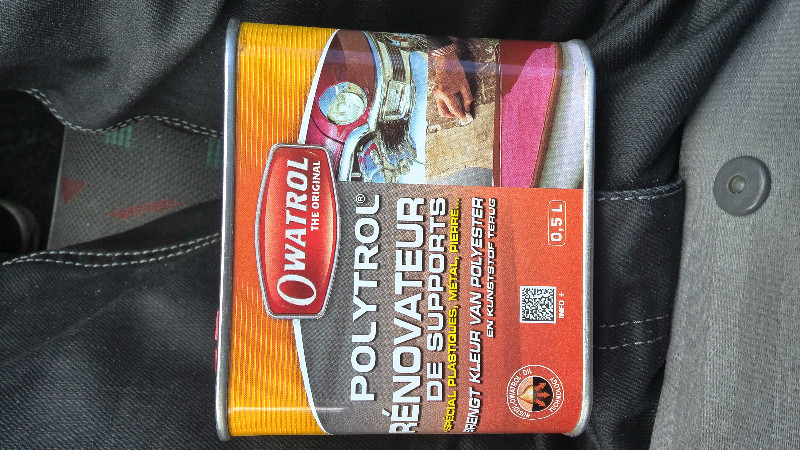 OWATROL
THE ORIGINAL
POLYTROL®
RÉNOVATEUR
DE SUPPORTS
SPÉCIAL PLASTIQUES, MÉTAL, PIERRE...
BRENGT KLEUR VAN POLYESTER
EN KUNSTSTOF TERUG
0,5 L
INFO +